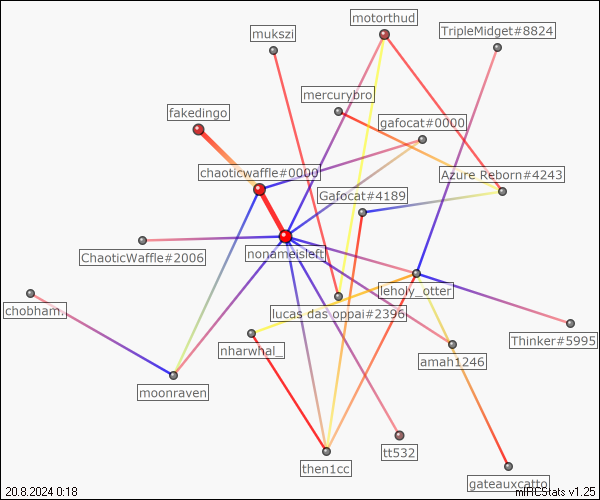 motorthud
TripleMidget#8824
mukszi
mercurybro
fakedingo
gafocat#0000
chaoticwaffle#0000
Azure Reborn#4243
Gafocat#4189
ChaoticWaffle#2006
nonameisleft
leholy_otter
chobham.
lucas das oppai#2396
Thinker#5995
nharwhal_
amah1246
moonraven
tt532
then1cc
gateauxcatto
20.8.2024 0:18
mIRCStats v1.25